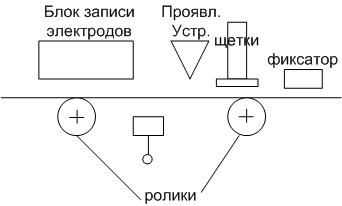 Блок записи
электродов
Проявл.
Устр.
щетки
фиксатор
ролики